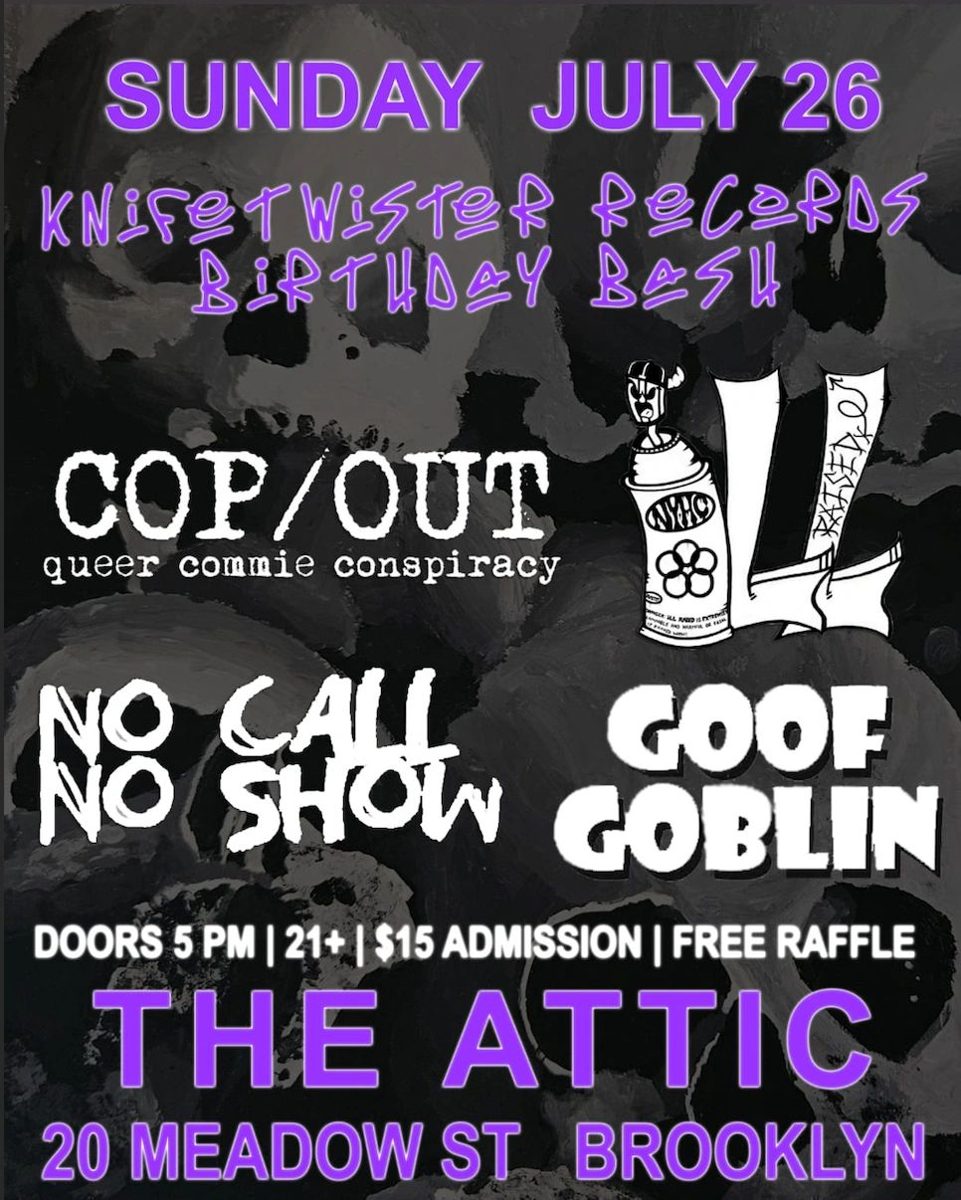 SUNDAY JULY 26
KNiFeTWiSTeR ReCoRDS
BiRTHDAY BASH
COP/OUT
queer commie conspiracy
NYHC
ILL
NO CALL
NO SHOW
GOOF
GOBLIN
DOORS 5 PM | 21+ | $15 ADMISSION | FREE RAFFLE
THE ATTIC
20 MEADOW ST BROOKLYN